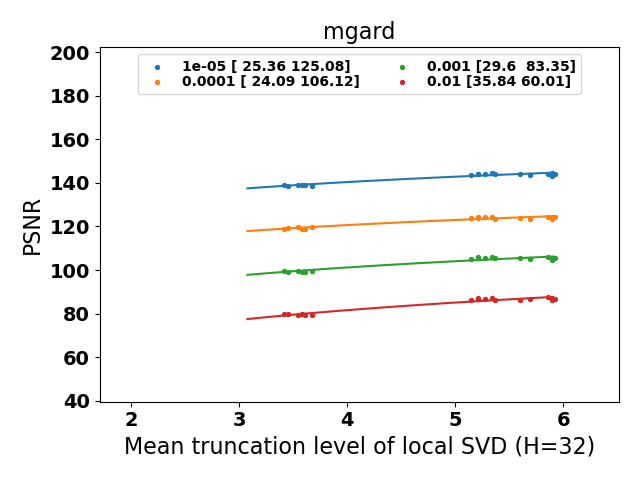 mgard
1e-05 [ 25.36 125.08]
0.0001 [ 24.09 106.12]
0.001 [29.6  83.35]
0.01 [35.84 60.01]
200
180
160
140
120
100
80
60
40
PSNR
2 3 4 5 6
Mean truncation level of local SVD (H=32)